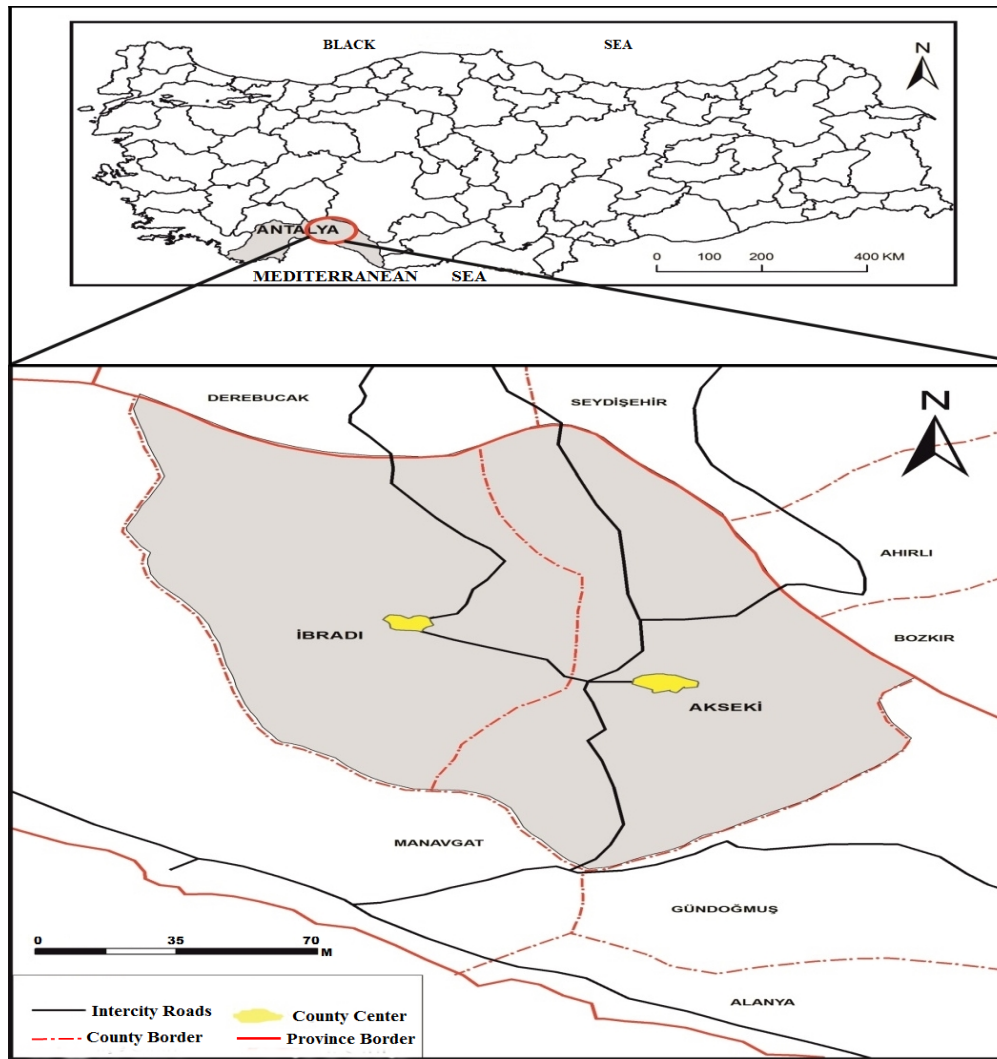 BLACK SEA
N
ANTALYA
MEDITERRANEAN SEA
0 100 200 400 KM
DEREBUCAK
SEYDİŞEHİR
N
AHIRLI
İBRADI
BOZKIR
AKSEKİ
MANAVGAT
GÜNDOĞMUŞ
0 35 70
M
ALANYA
Intercity Roads County Center
County Border Province Border